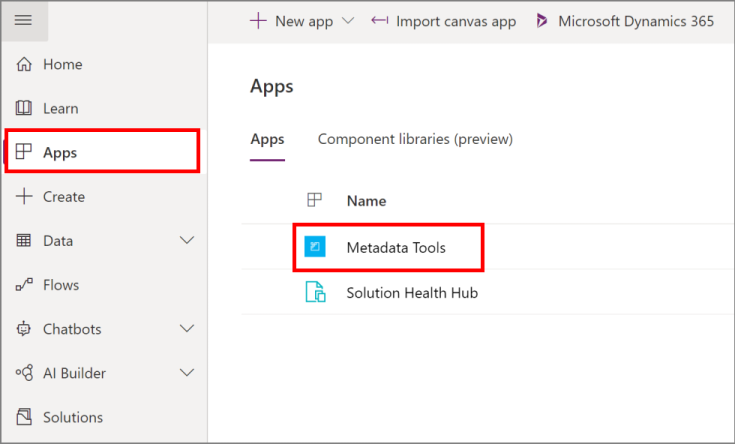 New app
Import canvas app
Microsoft Dynamics 365
Home
Learn
Apps
Create
Data
Flows
Chatbots
AI Builder
Solutions
Apps
Apps
Component libraries (preview)
Name
Metadata Tools
Solution Health Hub